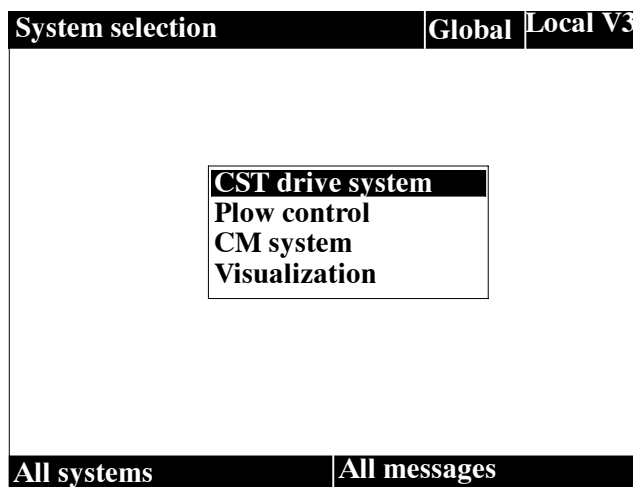 System selection Global Local V3
CST drive system
Plow control
CM system
Visualization
All systems All messages